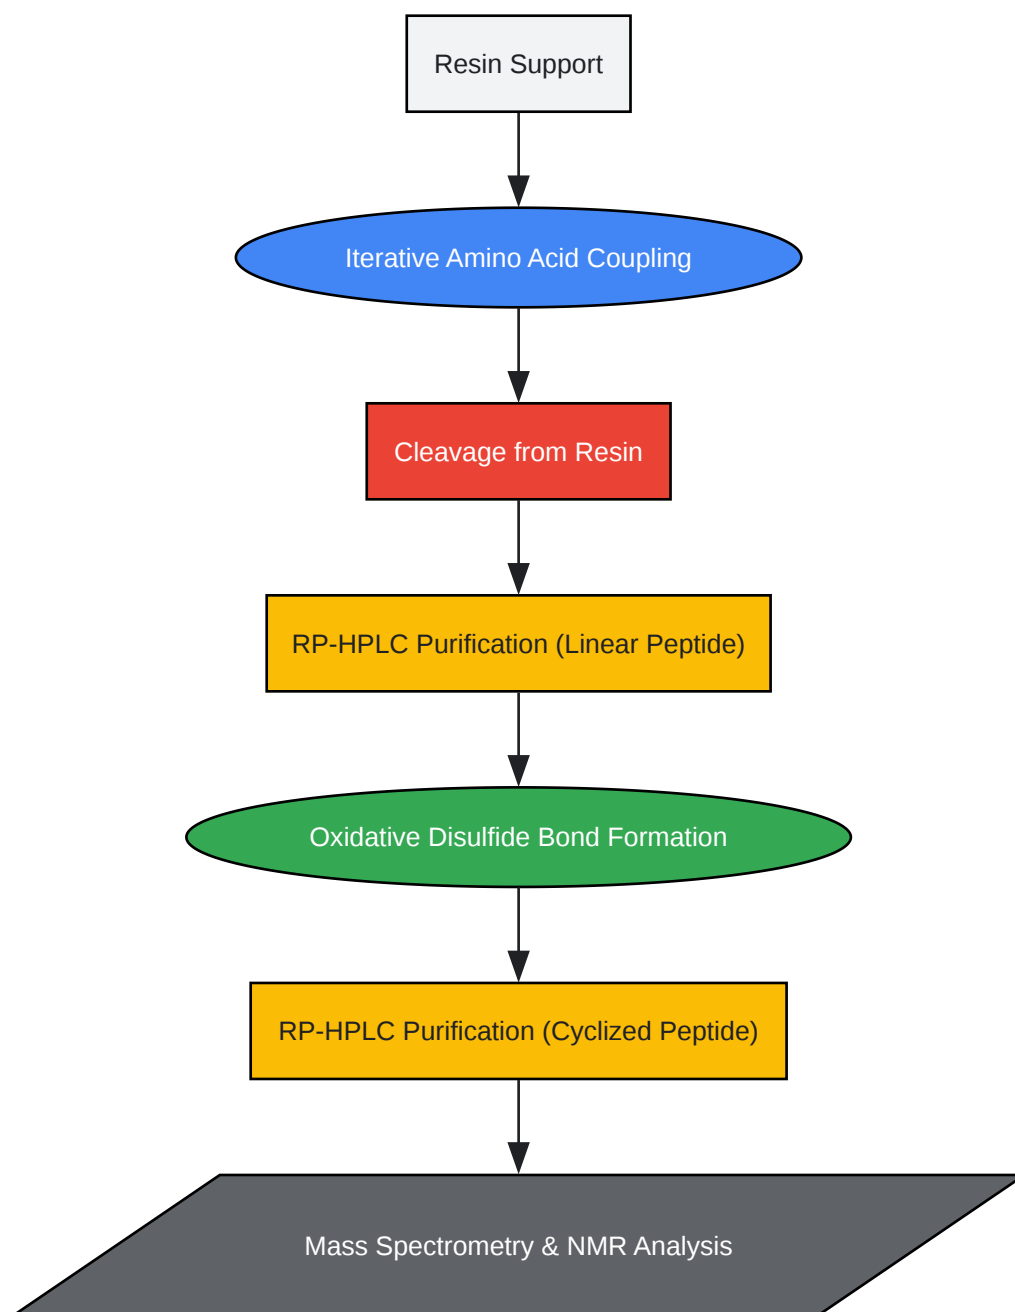 Resin Support
Iterative Amino Acid Coupling
Cleavage from Resin
RP-HPLC Purification (Linear Peptide)
Oxidative Disulfide Bond Formation
RP-HPLC Purification (Cyclized Peptide)
Mass Spectrometry & NMR Analysis